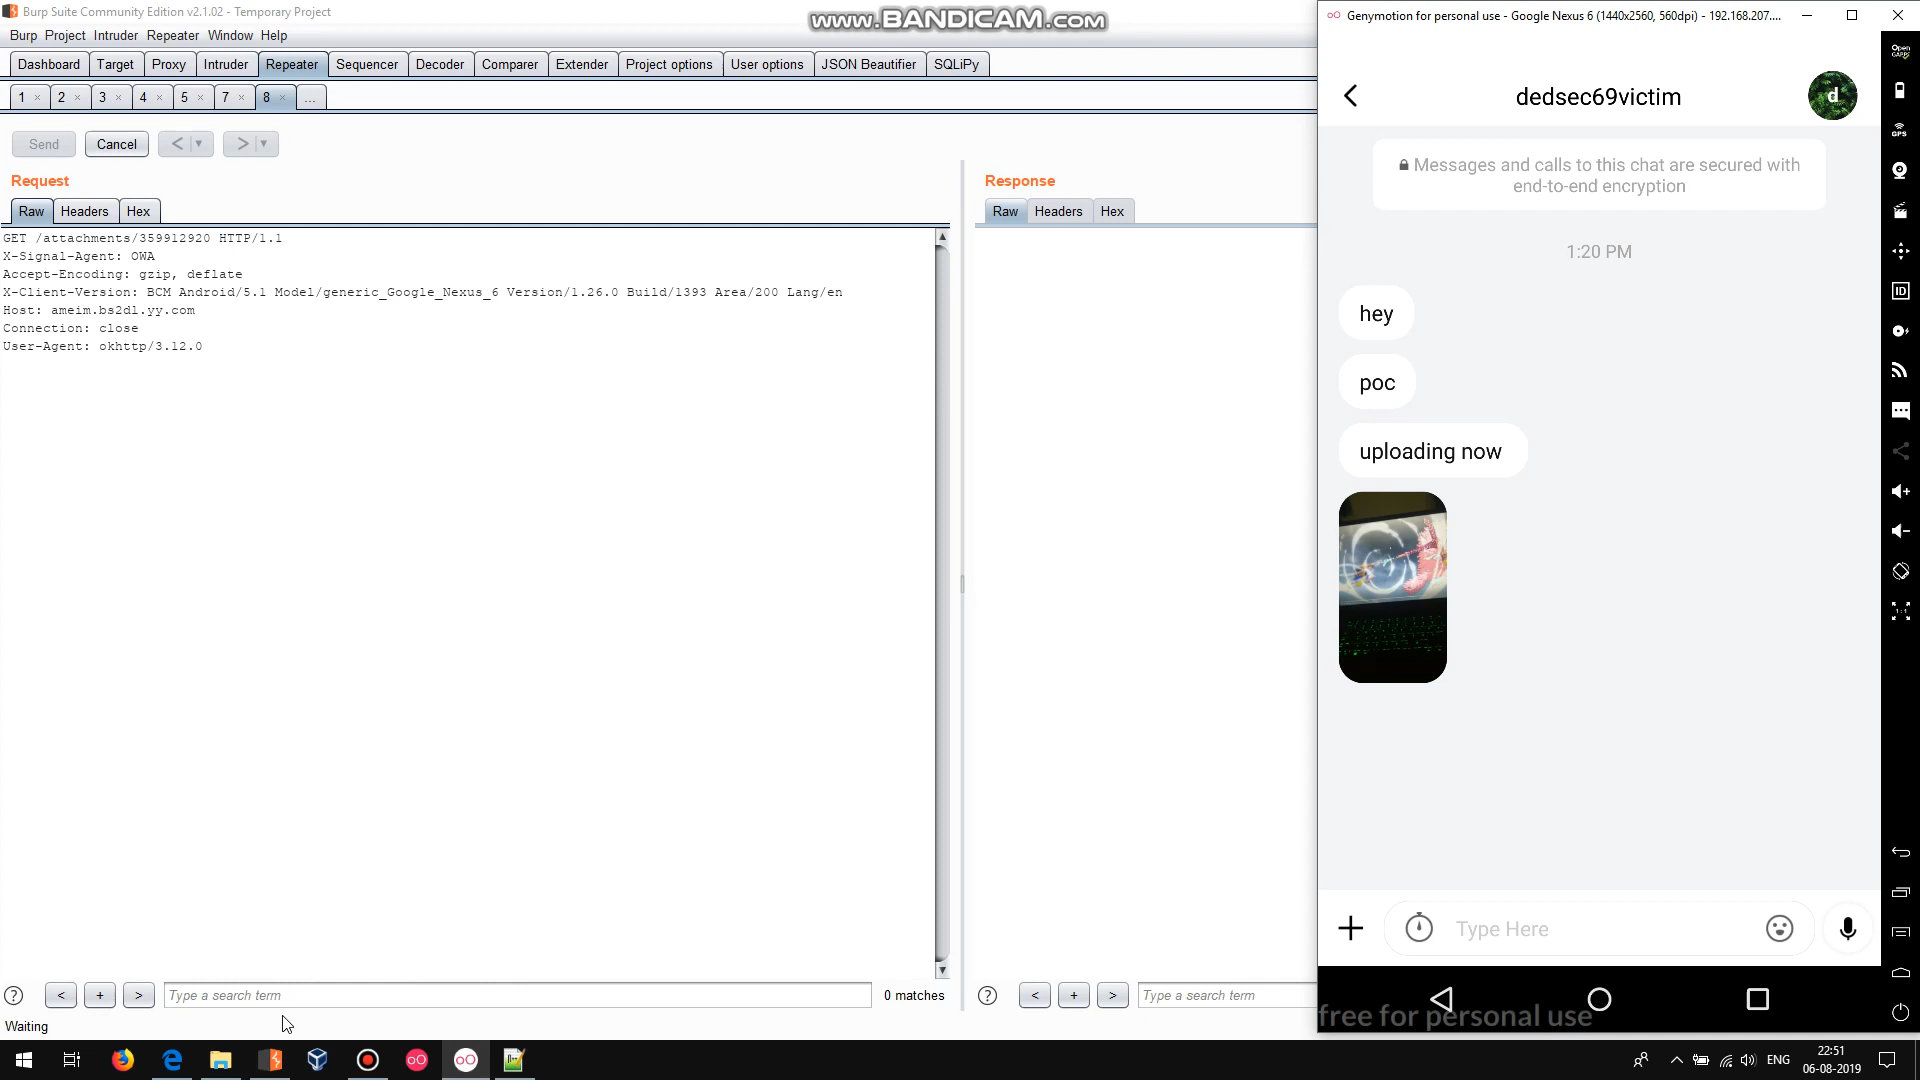 Burp Suite Community Edition v2.1.02 - Temporary Project
www.BANDICAM.com
Burp Project Intruder Repeater Window Help
Dashboard Target Proxy Intruder Repeater Sequencer Decoder Comparer Extender Project options User options JSON Beautifier SQLiPy
1 × 2 × 3 × 4 × 5 × 7 × 8 × ...
Send Cancel < ▾ > ▾
Request
Raw Headers Hex
GET /attachments/359912920 HTTP/1.1
X-Signal-Agent: OWA
Accept-Encoding: gzip, deflate
X-Client-Version: BCM Android/5.1 Model/generic_Google_Nexus_6 Version/1.26.0 Build/1393 Area/200 Lang/en
Host: ameim.bs2dl.yy.com
Connection: close
User-Agent: okhttp/3.12.0
? < + > Type a search term 0 matches
Waiting
Response
Raw Headers Hex
? < + > Type a search term
Genymotion for personal use - Google Nexus 6 (1440x2560, 560dpi) - 192.168.207....
dedsec69victim
d
Messages and calls to this chat are secured with
end-to-end encryption
1:20 PM
hey
poc
uploading now
Type Here
free for personal use
Open
GAPPS
GPS
ID
1:1
ENG
22:51
06-08-2019